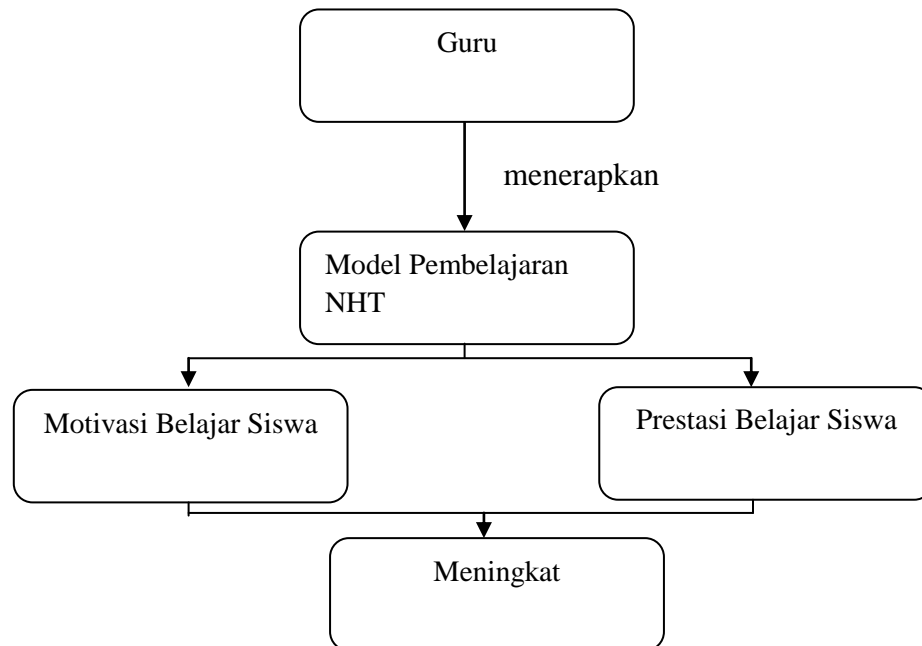 Guru
menerapkan
Model Pembelajaran
NHT
Motivasi Belajar Siswa
Prestasi Belajar Siswa
Meningkat